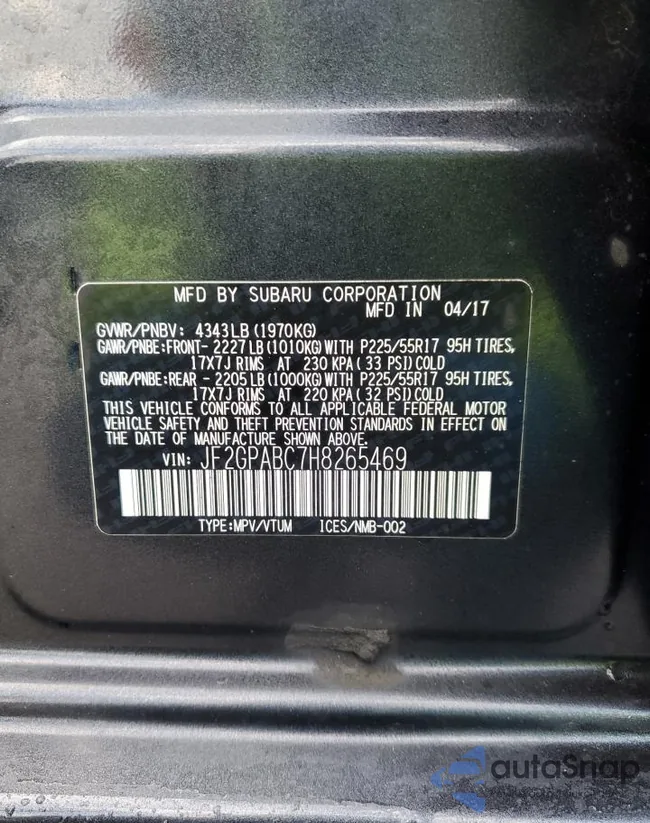 MFD BY SUBARU CORPORATION
MFD IN 04/17
GVWR/PNBV: 4343LB(1970KG)
GAWR/PNBE:FRONT- 2227LB(1010KG)WITH P225/55R17 95H TIRES,
17X7J RIMS AT 230 KPA(33 PSI)COLD
GAWR/PNBE:REAR - 2205LB(1000KG)WITH P225/55R17 95H TIRES,
17X7J RIMS AT 220 KPA(32 PSI)COLD
THIS VEHICLE CONFORMS TO ALL APPLICABLE FEDERAL MOTOR
VEHICLE SAFETY AND THEFT PREVENTION STANDARDS IN EFFECT
ON THE DATE OF MANUFACTURE SHOWN ABOVE.
VIN: JF2GPABC7H8265469
TYPE:MPV/VTUM ICES/NMB-002
autoSnap